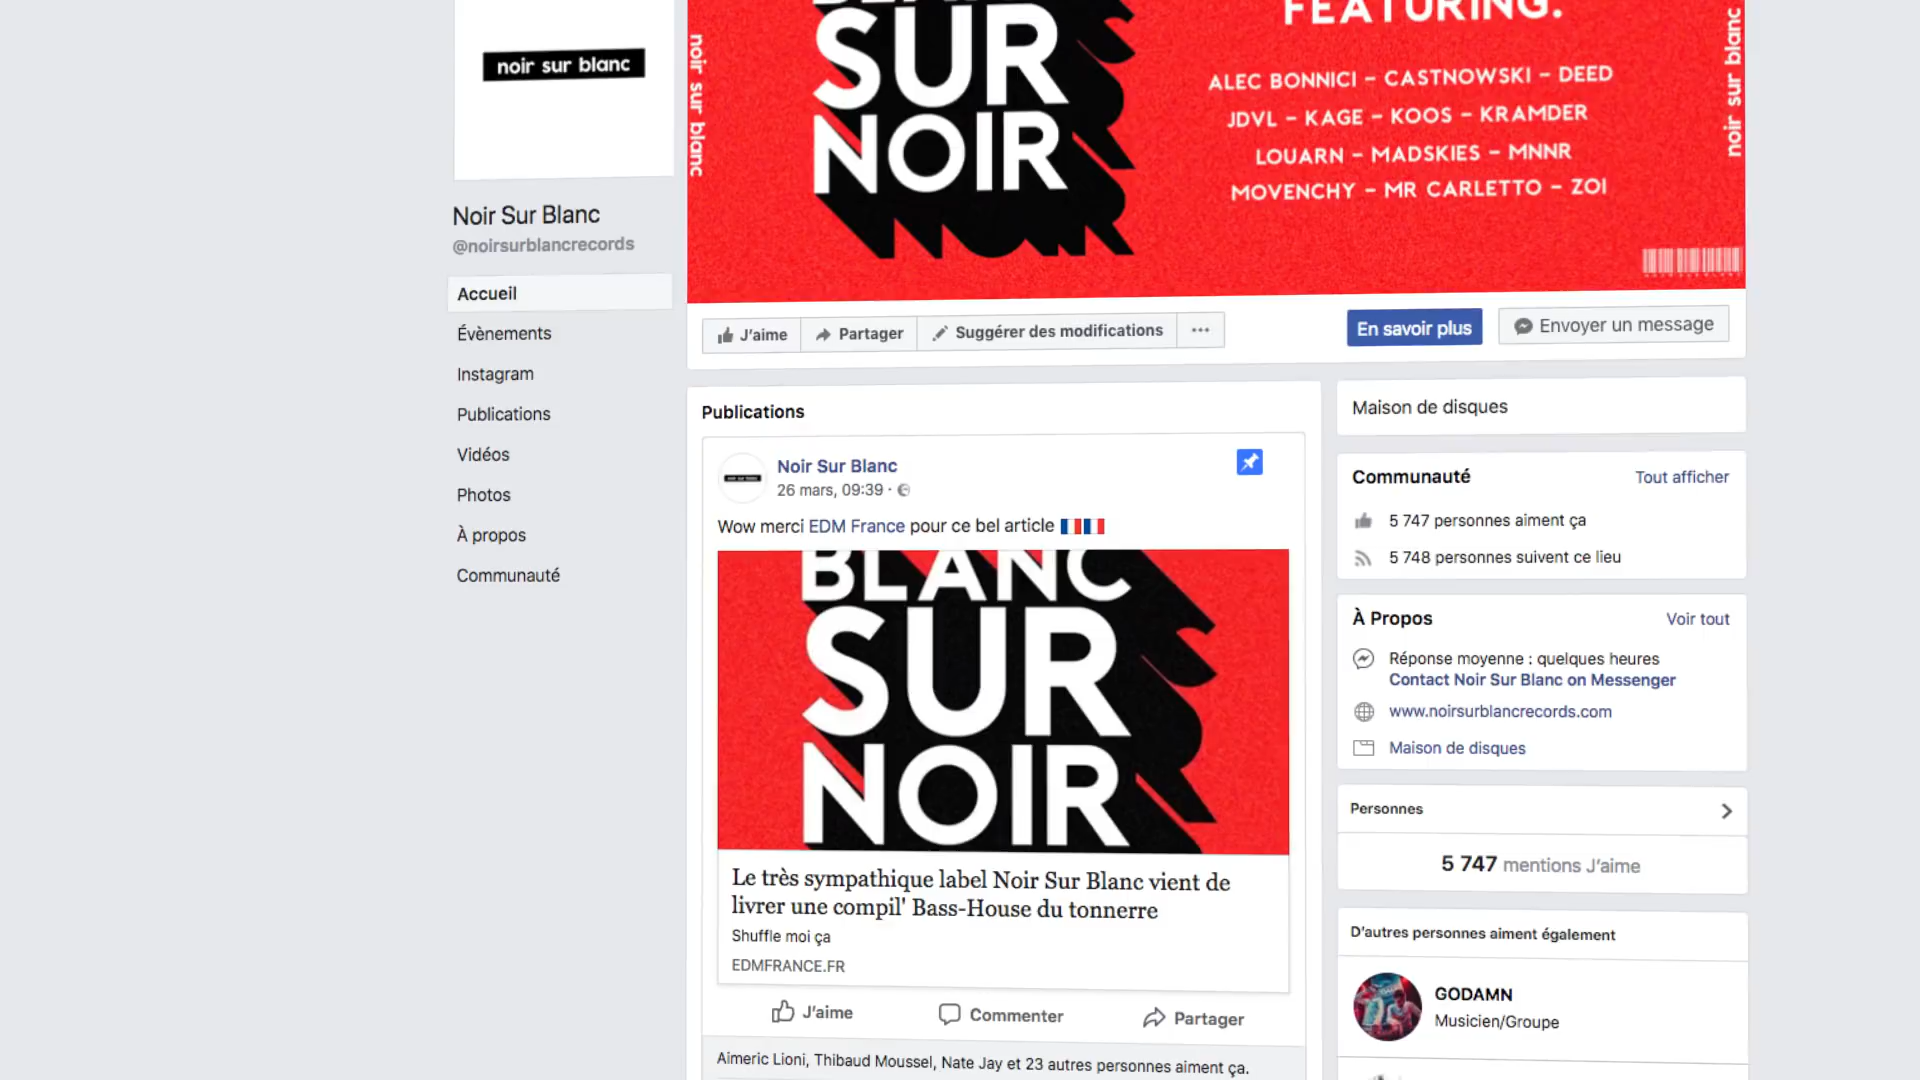 noir sur blanc
Noir Sur Blanc
@noirsurblancrecords
Accueil
Évènements
Instagram
Publications
Vidéos
Photos
À propos
Communauté
noir sur blanc
BLANC
SUR
NOIR
FEATURING:
ALEC BONNICI – CASTNOWSKI – DEED
JDVL – KAGE – KOOS – KRAMDER
LOUARN – MADSKIES – MNNR
MOVENCHY – MR CARLETTO – ZOI
noir sur blanc
J'aime
Partager
Suggérer des modifications
En savoir plus
Envoyer un message
Publications
Noir Sur Blanc
26 mars, 09:39 ·
Wow merci EDM France pour ce bel article
BLANC
SUR
NOIR
Le très sympathique label Noir Sur Blanc vient de
livrer une compil' Bass-House du tonnerre
Shuffle moi ça
EDMFRANCE.FR
J'aime
Commenter
Partager
Aimeric Lioni, Thibaud Moussel, Nate Jay et 23 autres personnes aiment ça.
Maison de disques
Communauté
Tout afficher
5 747 personnes aiment ça
5 748 personnes suivent ce lieu
À Propos
Voir tout
Réponse moyenne : quelques heures
Contact Noir Sur Blanc on Messenger
www.noirsurblancrecords.com
Maison de disques
Personnes
5 747 mentions J'aime
D'autres personnes aiment également
GODAMN
Musicien/Groupe